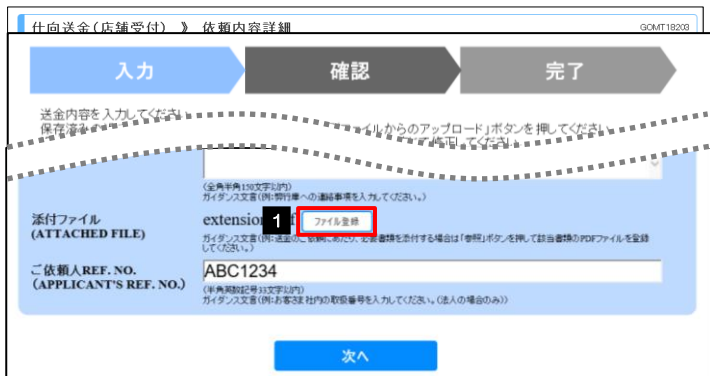 仕向送金(店舗受付) 》 依頼内容詳細
GOMT18203
入力
確認
完了
送金内容を入力してください
ファイルからのアップロード」ボタンを押してください
修正してください
(全角半角150文字以内)
ガイダンス文言(例:弊行庫への連絡事項を入力してください。)
添付ファイル
(ATTACHED FILE)
extension
1
f
ファイル登録
ガイダンス文言(例:送金のご依頼にあたり、必要書類を添付する場合は「参照」ボタンを押して該当書類のPDFファイルを登録
してください。)
ご依頼人REF. NO.
(APPLICANT'S REF. NO.)
ABC1234
(半角英数記号33文字以内)
ガイダンス文言(例:お客さま社内の取扱番号を入力してください。(法人の場合のみ))
次へ